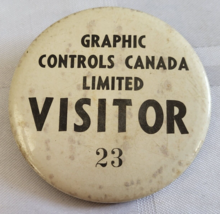 GRAPHIC
CONTROLS CANADA
LIMITED
VISITOR
23